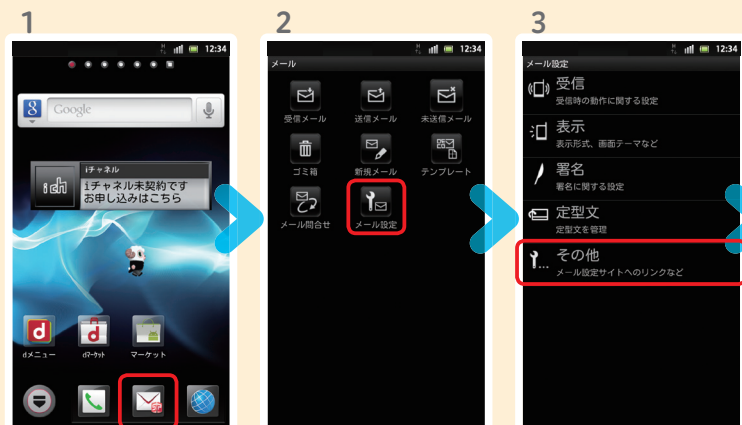 1
12:34
Google
iチャネル
iチャネル未契約です
お申し込みはこちら
dメニュー
dマーケット
マーケット
2
12:34
メール
受信メール
送信メール
未送信メール
ゴミ箱
新規メール
テンプレート
メール問合せ
メール設定
3
12:34
メール設定
受信
受信時の動作に関する設定
表示
表示形式、画面テーマなど
署名
署名に関する設定
定型文
定型文を管理
その他
メール設定サイトへのリンクなど